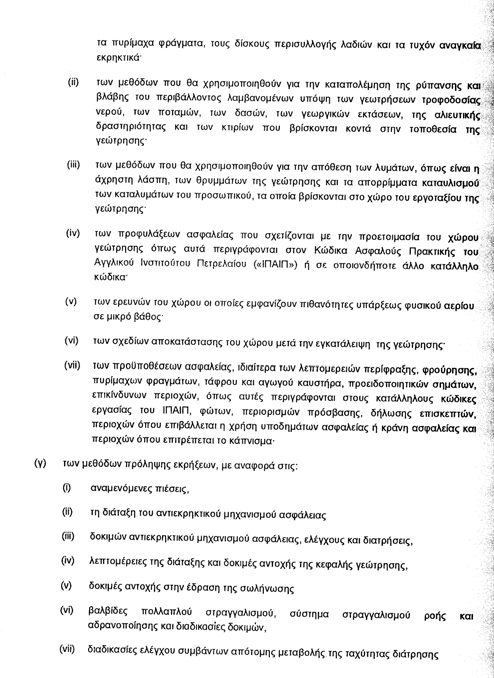 τα πυρίμαχα φράγματα, τους δίσκους περισυλλογής λαδιών και τα τυχόν αναγκαία
εκρηκτικά·
(ii) των μεθόδων που θα χρησιμοποιηθούν για την καταπολέμηση της ρύπανσης και
βλάβης του περιβάλλοντος λαμβανομένων υπόψη των γεωτρήσεων τροφοδοσίας
νερού, των ποταμών, των δασών, των γεωργικών εκτάσεων, της αλιευτικής
δραστηριότητας και των κτιρίων που βρίσκονται κοντά στην τοποθεσία της
γεώτρησης·
(iii) των μεθόδων που θα χρησιμοποιηθούν για την απόθεση των λυμάτων, όπως είναι η
άχρηστη λάσπη, των θρυμμάτων της γεώτρησης και τα απορρίμματα καταυλισμού
των καταλυμάτων του προσωπικού, τα οποία βρίσκονται στο χώρο του εργοταξίου της
γεώτρησης·
(iv) των προφυλάξεων ασφαλείας που σχετίζονται με την προετοιμασία του χώρου
γεώτρησης όπως αυτά περιγράφονται στον Κώδικα Ασφαλούς Πρακτικής του
Αγγλικού Ινστιτούτου Πετρελαίου («ΙΠΑΙΠ») ή σε οποιονδήποτε άλλο κατάλληλο
κώδικα·
(v) των ερευνών του χώρου οι οποίες εμφανίζουν πιθανότητες υπάρξεως φυσικού αερίου
σε μικρό βάθος·
(vi) των σχεδίων αποκατάστασης του χώρου μετά την εγκατάλειψη της γεώτρησης·
(vii) των προϋποθέσεων ασφαλείας, ιδιαίτερα των λεπτομερειών περίφραξης, φρούρησης,
πυρίμαχων φραγμάτων, τάφρου και αγωγού καυστήρα, προειδοποιητικών σημάτων,
επικίνδυνων περιοχών, όπως αυτές περιγράφονται στους κατάλληλους κώδικες
εργασίας του ΙΠΑΙΠ, φώτων, περιορισμών πρόσβασης, δήλωσης επισκεπτών,
περιοχών όπου επιβάλλεται η χρήση υποδημάτων ασφαλείας ή κράνη ασφαλείας και
περιοχών όπου επιτρέπεται το κάπνισμα·
(γ) των μεθόδων πρόληψης εκρήξεων, με αναφορά στις:
(i) αναμενόμενες πιέσεις,
(ii) τη διάταξη του αντιεκρηκτικού μηχανισμού ασφάλειας
(iii) δοκιμών αντιεκρηκτικού μηχανισμού ασφάλειας, ελέγχους και διατρήσεις,
(iv) λεπτομέρειες της διάταξης και δοκιμές αντοχής της κεφαλής γεώτρησης,
(v) δοκιμές αντοχής στην έδραση της σωλήνωσης
(vi) βαλβίδες πολλαπλού στραγγαλισμού, σύστημα στραγγαλισμού ροής και
αδρανοποίησης και διαδικασίες δοκιμών,
(vii) διαδικασίες ελέγχου συμβάντων απότομης μεταβολής της ταχύτητας διάτρησης